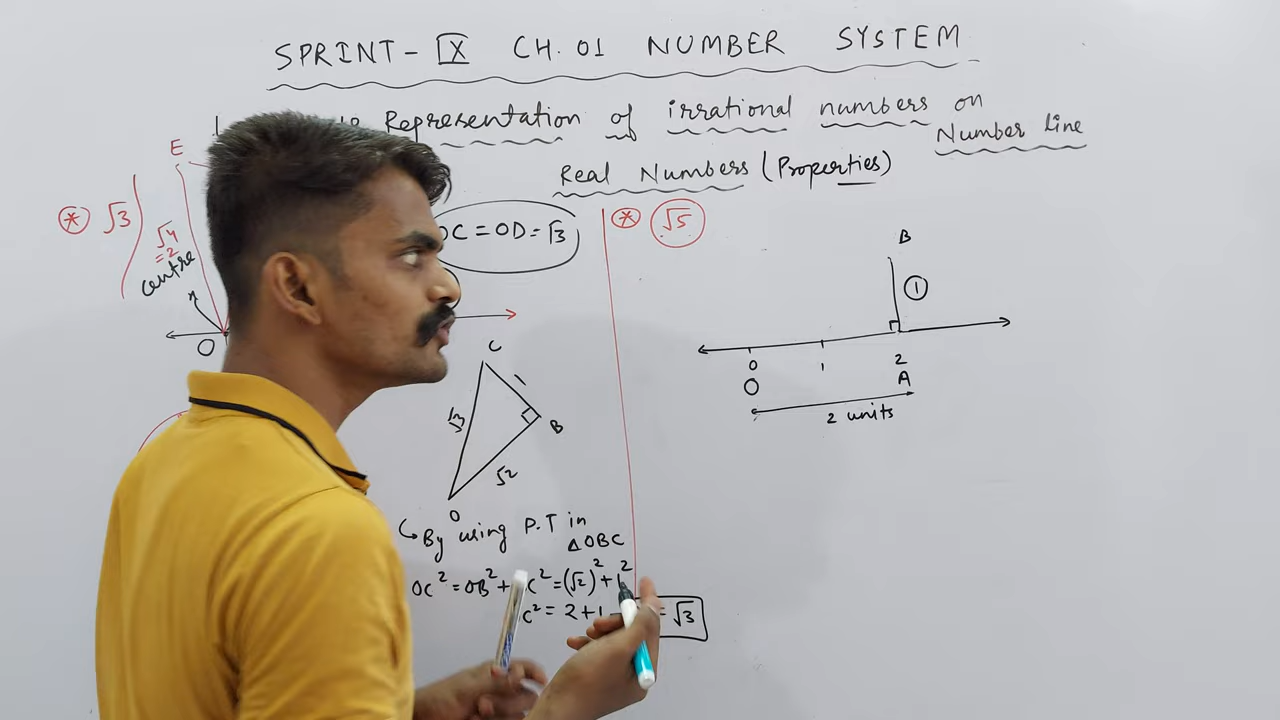 SPRINT-IX CH.01 NUMBER SYSTEM
Representation of irrational numbers on
Number line
Real Numbers (Properties)
E
* √3
√4
=2
centre
O
OC = OD = √3
* √5
B
1
0 1 2
O A
2 units
C
1
√3
B
√2
O
By using P.T in
△OBC
OC² = OB² + C² = (√2)² + 1²
C² = 2+1 = √3